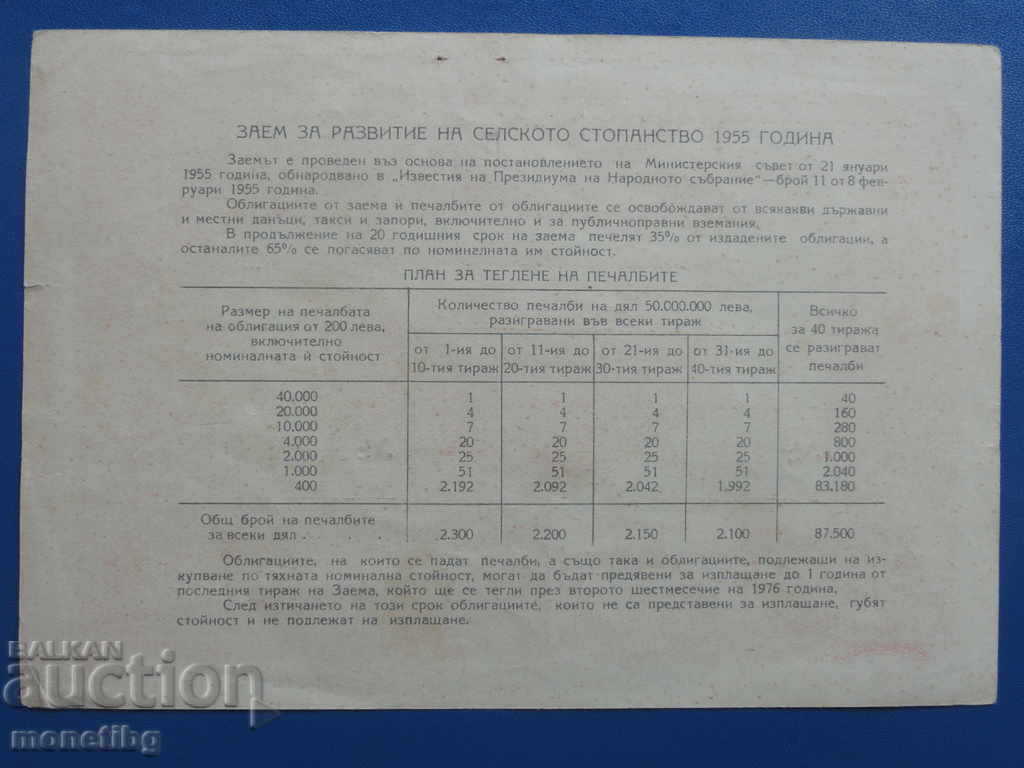 ЗАЕМ ЗА РАЗВИТИЕ НА СЕЛСКОТО СТОПАНСТВО 1955 ГОДИНА
Заемът е проведен въз основа на постановлението на Министерския съвет от 21 януари
1955 година, обнародвано в „Известия на Президиума на Народното събрание“—брой 11 от 8 фев-
руари 1955 година.
Облигациите от заема и печалбите от облигациите се освобождават от всякакви държавни
и местни данъци, такси и запори, включително и за публичноправни вземания.
В продължение на 20 годишния срок на заема печелят 35% от издадените облигации, а
останалите 65% се погасяват по номиналната им стойност.
ПЛАН ЗА ТЕГЛЕНЕ НА ПЕЧАЛБИТЕ
Размер на печалбата
на облигация от 200 лева,
включително
номиналната ѝ стойност
Количество печалби на дял 50.000.000 лева,
разигравани във всеки тираж
от 1-ия до
10-тия тираж
от 11-ия до
20-тия тираж
от 21-ия до
30-тия тираж
от 31-ия до
40-тия тираж
Всичко
за 40 тиража
се разиграват
печалби
40.000 1 1 1 1 40
20.000 4 4 4 4 160
10.000 7 7 7 7 280
4.000 20 20 20 20 800
2.000 25 25 25 25 1.000
1.000 51 51 51 51 2.040
400 2.192 2.092 2.042 1.992 83.180
Общ брой на печалбите
за всеки дял . . . . 2.300 2.200 2.150 2.100 87.500
Облигациите, на които се падат печалби, а също така и облигациите, подлежащи на из-
купване по тяхната номинална стойност, могат да бъдат предявени за изплащане до 1 година от
последния тираж на Заема, който ще се тегли през второто шестмесечие на 1976 година.
След изтичането на този срок облигациите, които не са представени за изплащане, губят
стойност и не подлежат на изплащане.
BALKAN
auction
monetibg